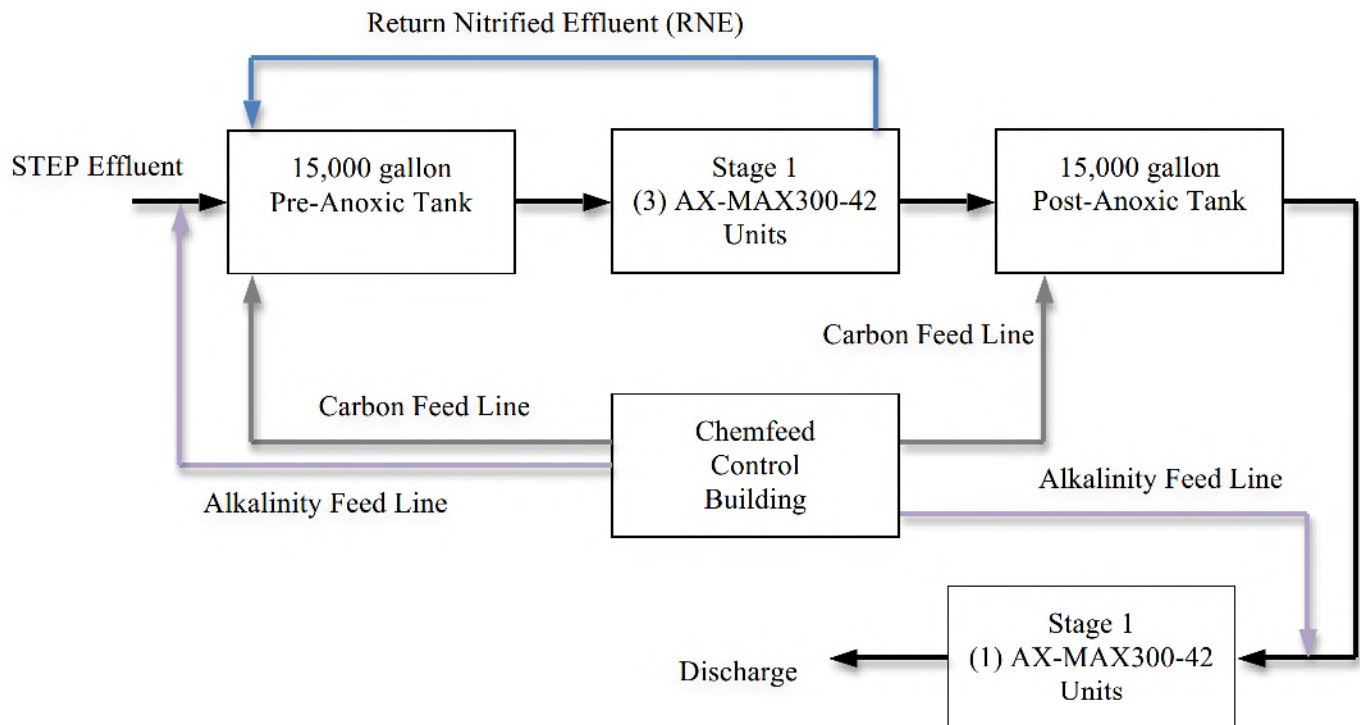 Return Nitrified Effluent (RNE)
STEP Effluent
15,000 gallon
Pre-Anoxic Tank
Stage 1
(3) AX-MAX300-42
Units
15,000 gallon
Post-Anoxic Tank
Carbon Feed Line
Carbon Feed Line
Chemfeed
Control
Building
Alkalinity Feed Line
Alkalinity Feed Line
Stage 1
(1) AX-MAX300-42
Units
Discharge